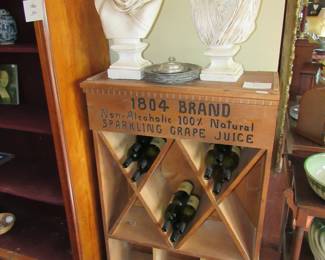 1804 BRAND
Non-Alcoholic 100% Natural
SPARKLING GRAPE JUICE